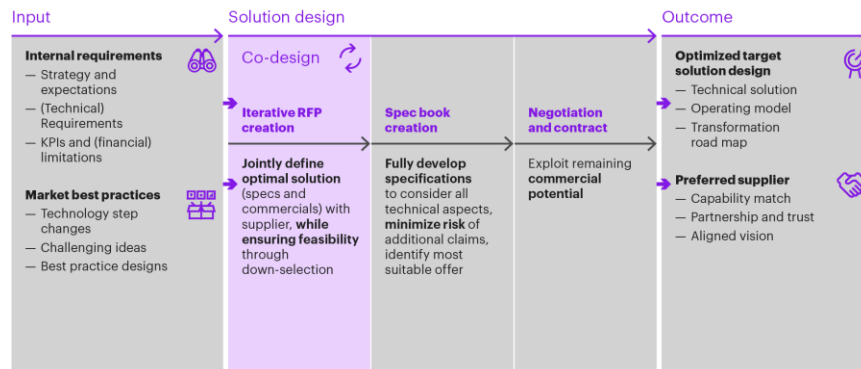 Input
Internal requirements
— Strategy and
expectations
— (Technical)
Requirements
— KPIs and (financial)
limitations
Market best practices
— Technology step
changes
— Challenging ideas
— Best practice designs
Solution design
Co-design
Iterative RFP
creation
Jointly define
optimal solution
(specs and
commercials) with
supplier, while
ensuring feasibility
through
down-selection
Spec book
creation
Fully develop
specifications
to consider all
technical aspects,
minimize risk of
additional claims,
identify most
suitable offer
Negotiation
and contract
Exploit remaining
commercial
potential
Outcome
Optimized target
solution design
— Technical solution
— Operating model
— Transformation
road map
Preferred supplier
— Capability match
— Partnership and trust
— Aligned vision